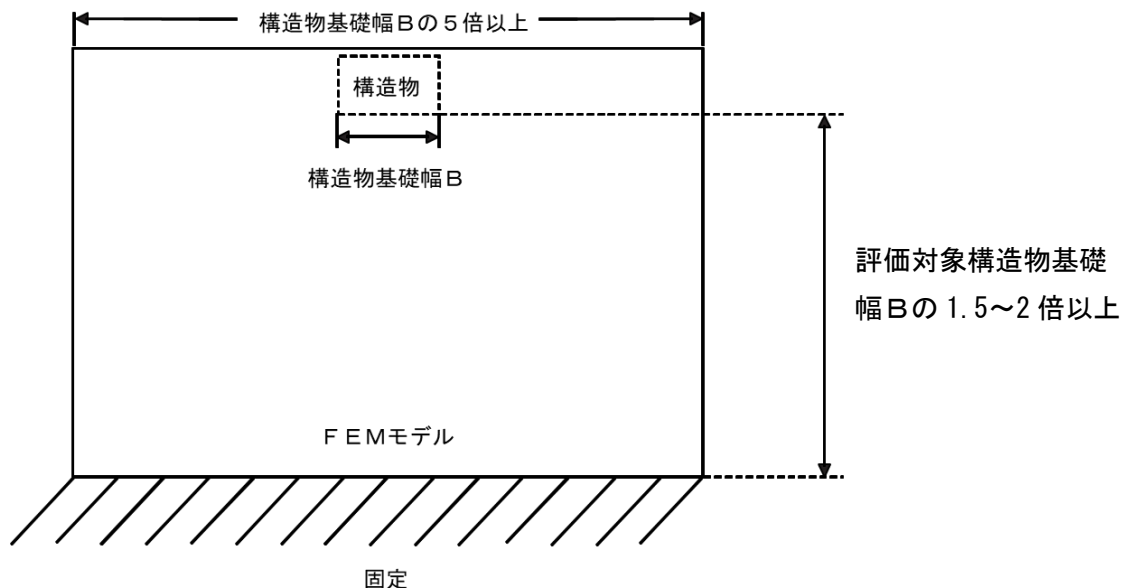 構造物基礎幅Bの5倍以上
構造物
構造物基礎幅B
評価対象構造物基礎
幅Bの1.5~2倍以上
FEMモデル
固定